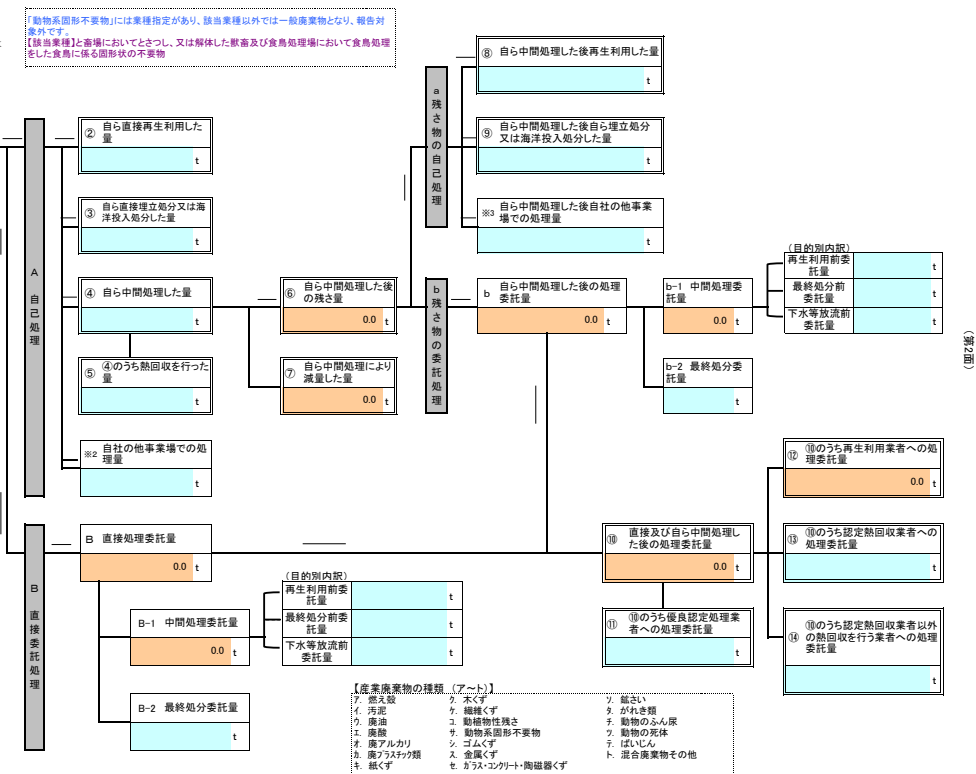 「動物系固形不要物」には業種指定があり、該当業種以外では一般廃棄物となり、報告対
象外です。
【該当業種】と畜場においてとさつし、又は解体した獣畜及び食鳥処理場において食鳥処理
をした食鳥に係る固形状の不要物
A 自己処理
② 自ら直接再生利用した
量
t
③ 自ら直接埋立処分又は海
洋投入処分した量
t
④ 自ら中間処理した量
t
⑤ ④のうち熱回収を行った
量
t
※2 自社の他事業場での処
理量
t
⑥ 自ら中間処理した後
の残さ量
0.0 t
⑦ 自ら中間処理により
減量した量
0.0 t
a 残さ物の自己処理
⑧ 自ら中間処理した後再生利用した量
t
⑨ 自ら中間処理した後自ら埋立処分
又は海洋投入処分した量
t
※3 自ら中間処理した後自社の他事業
場での処理量
t
b 残さ物の委託処理
b 自ら中間処理した後の処理
委託量
0.0 t
b-1 中間処理委
託量
0.0 t
b-2 最終処分委
託量
t
(目的別内訳)
再生利用前委
託量
t
最終処分前
委託量
t
下水等放流前
委託量
t
(第2面)
B 直接委託処理
B 直接処理委託量
0.0 t
B-1 中間処理委託量
0.0 t
B-2 最終処分委託量
t
(目的別内訳)
再生利用前委
託量
t
最終処分前委
託量
t
下水等放流前
委託量
t
⑩ 直接及び自ら中間処理し
た後の処理委託量
0.0 t
⑪ ⑩のうち優良認定処理業
者への処理委託量
t
⑫ ⑩のうち再生利用業者への処
理委託量
0.0 t
⑬ ⑩のうち認定熱回収業者への
処理委託量
t
⑭ ⑩のうち認定熱回収業者以外
の熱回収を行う業者への処理
委託量
t
【産業廃棄物の種類 (ア~ト)】
ア. 燃え殻
イ. 汚泥
ウ. 廃油
エ. 廃酸
オ. 廃アルカリ
カ. 廃プラスチック類
キ. 紙くず
ク. 木くず
ケ. 繊維くず
コ. 動植物性残さ
サ. 動物系固形不要物
シ. ゴムくず
ス. 金属くず
セ. ガラス・コンクリート・陶磁器くず
ソ. 鉱さい
タ. がれき類
チ. 動物のふん尿
ツ. 動物の死体
テ. ばいじん
ト. 混合廃棄物その他